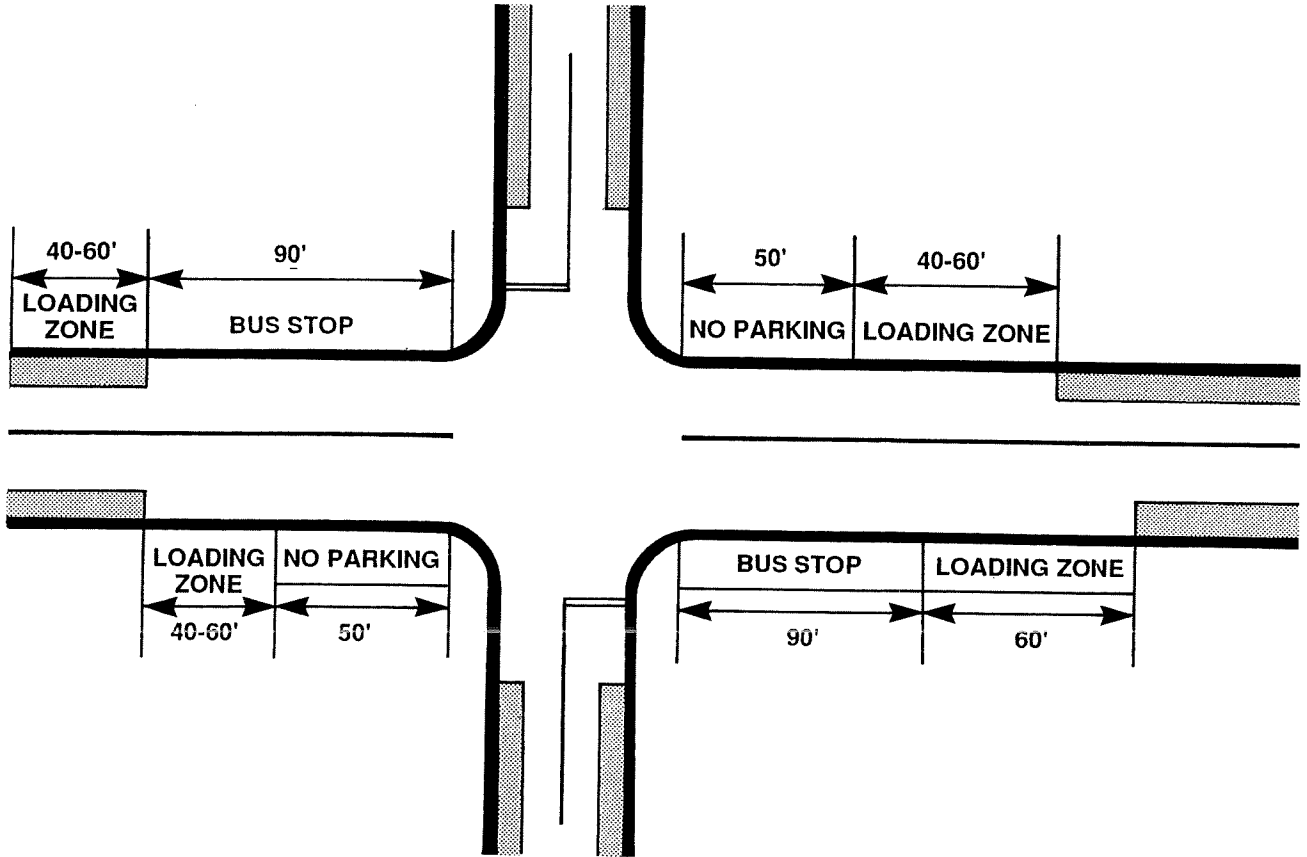 40-60'
90'
50'
40-60'
LOADING
ZONE
BUS STOP
NO PARKING
LOADING ZONE
LOADING
ZONE
NO PARKING
BUS STOP
LOADING ZONE
40-60'
50'
90'
60'